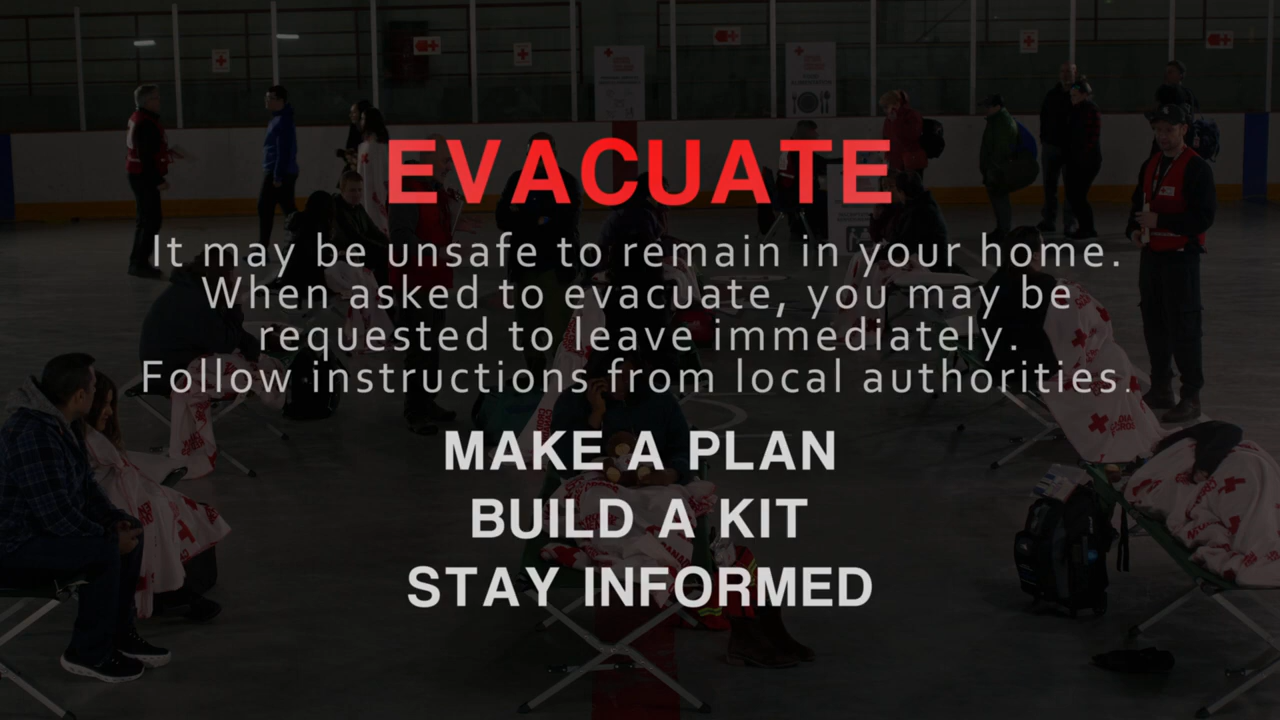 EVACUATE
It may be unsafe to remain in your home.
When asked to evacuate, you may be
requested to leave immediately.
Follow instructions from local authorities.
MAKE A PLAN
BUILD A KIT
STAY INFORMED